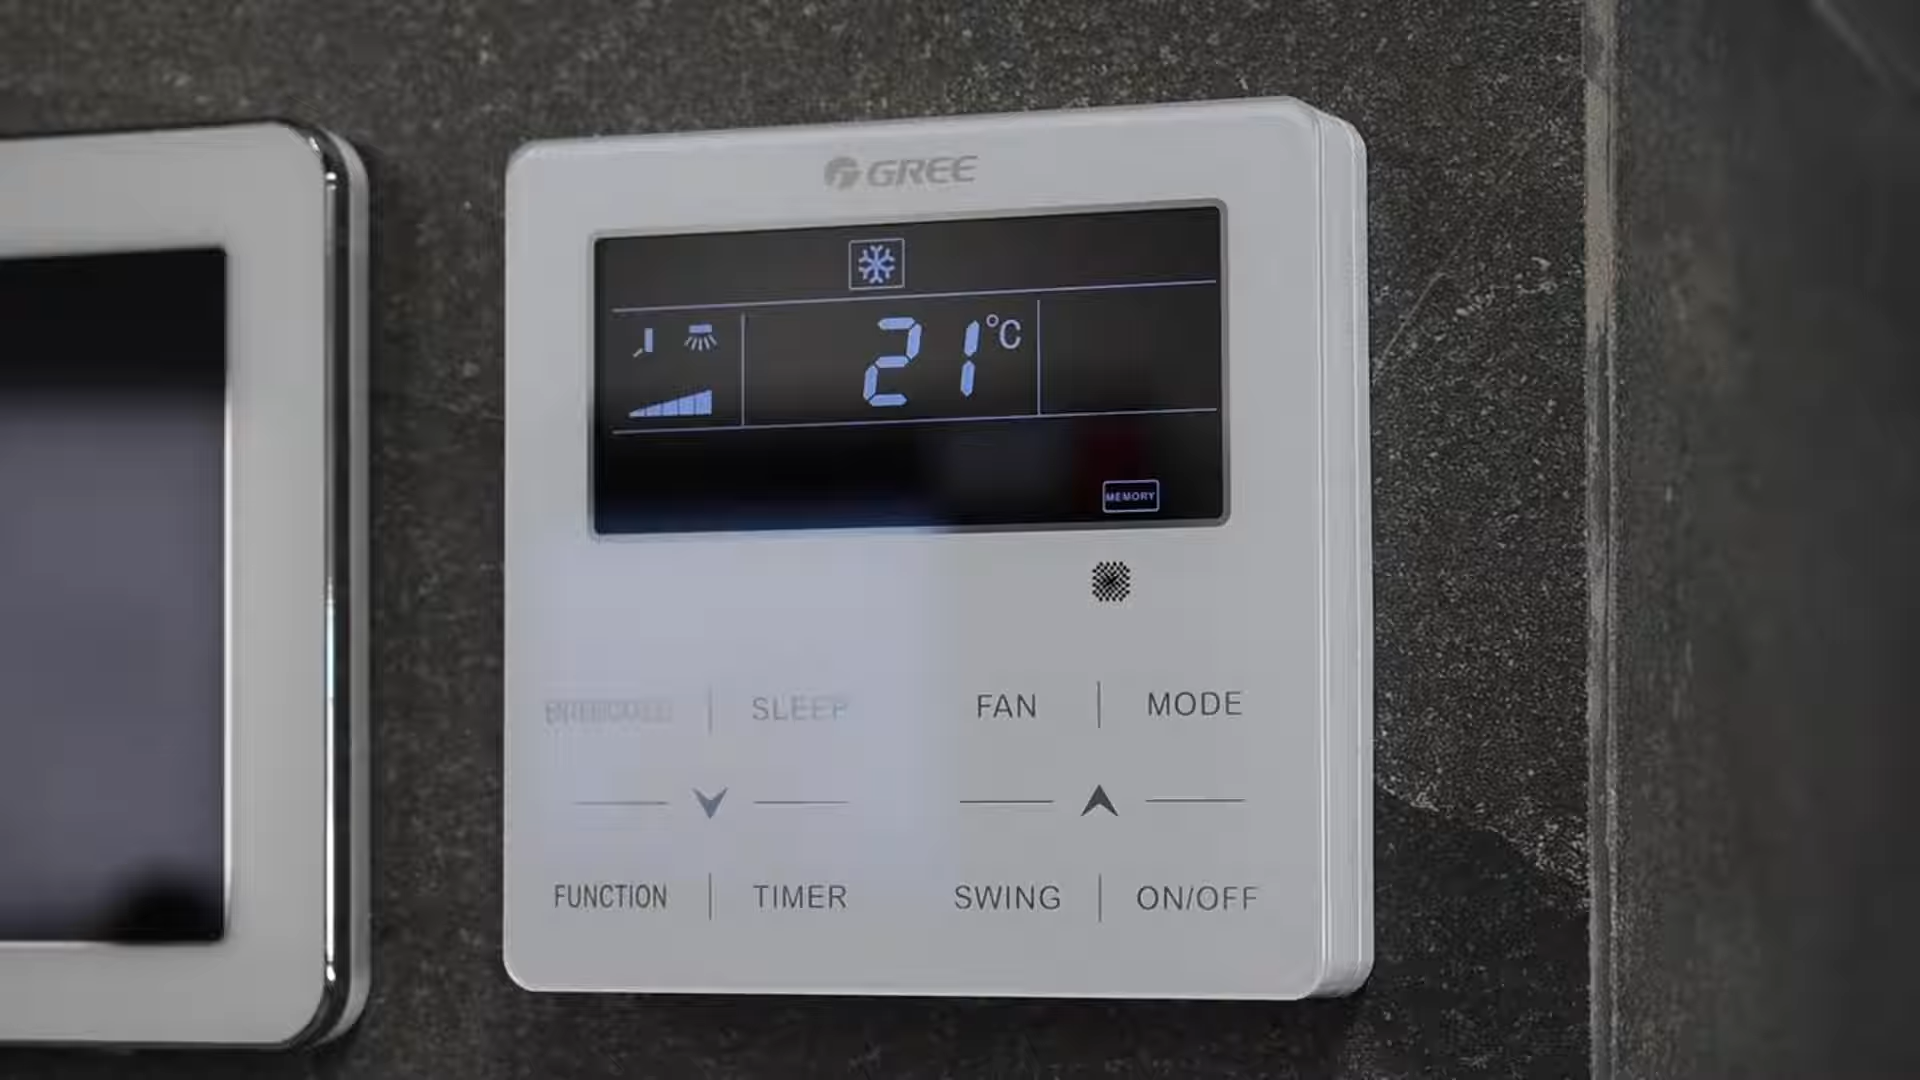 GREE
21°C
MEMORY
SLEEP
FAN
MODE
FUNCTION
TIMER
SWING
ON/OFF